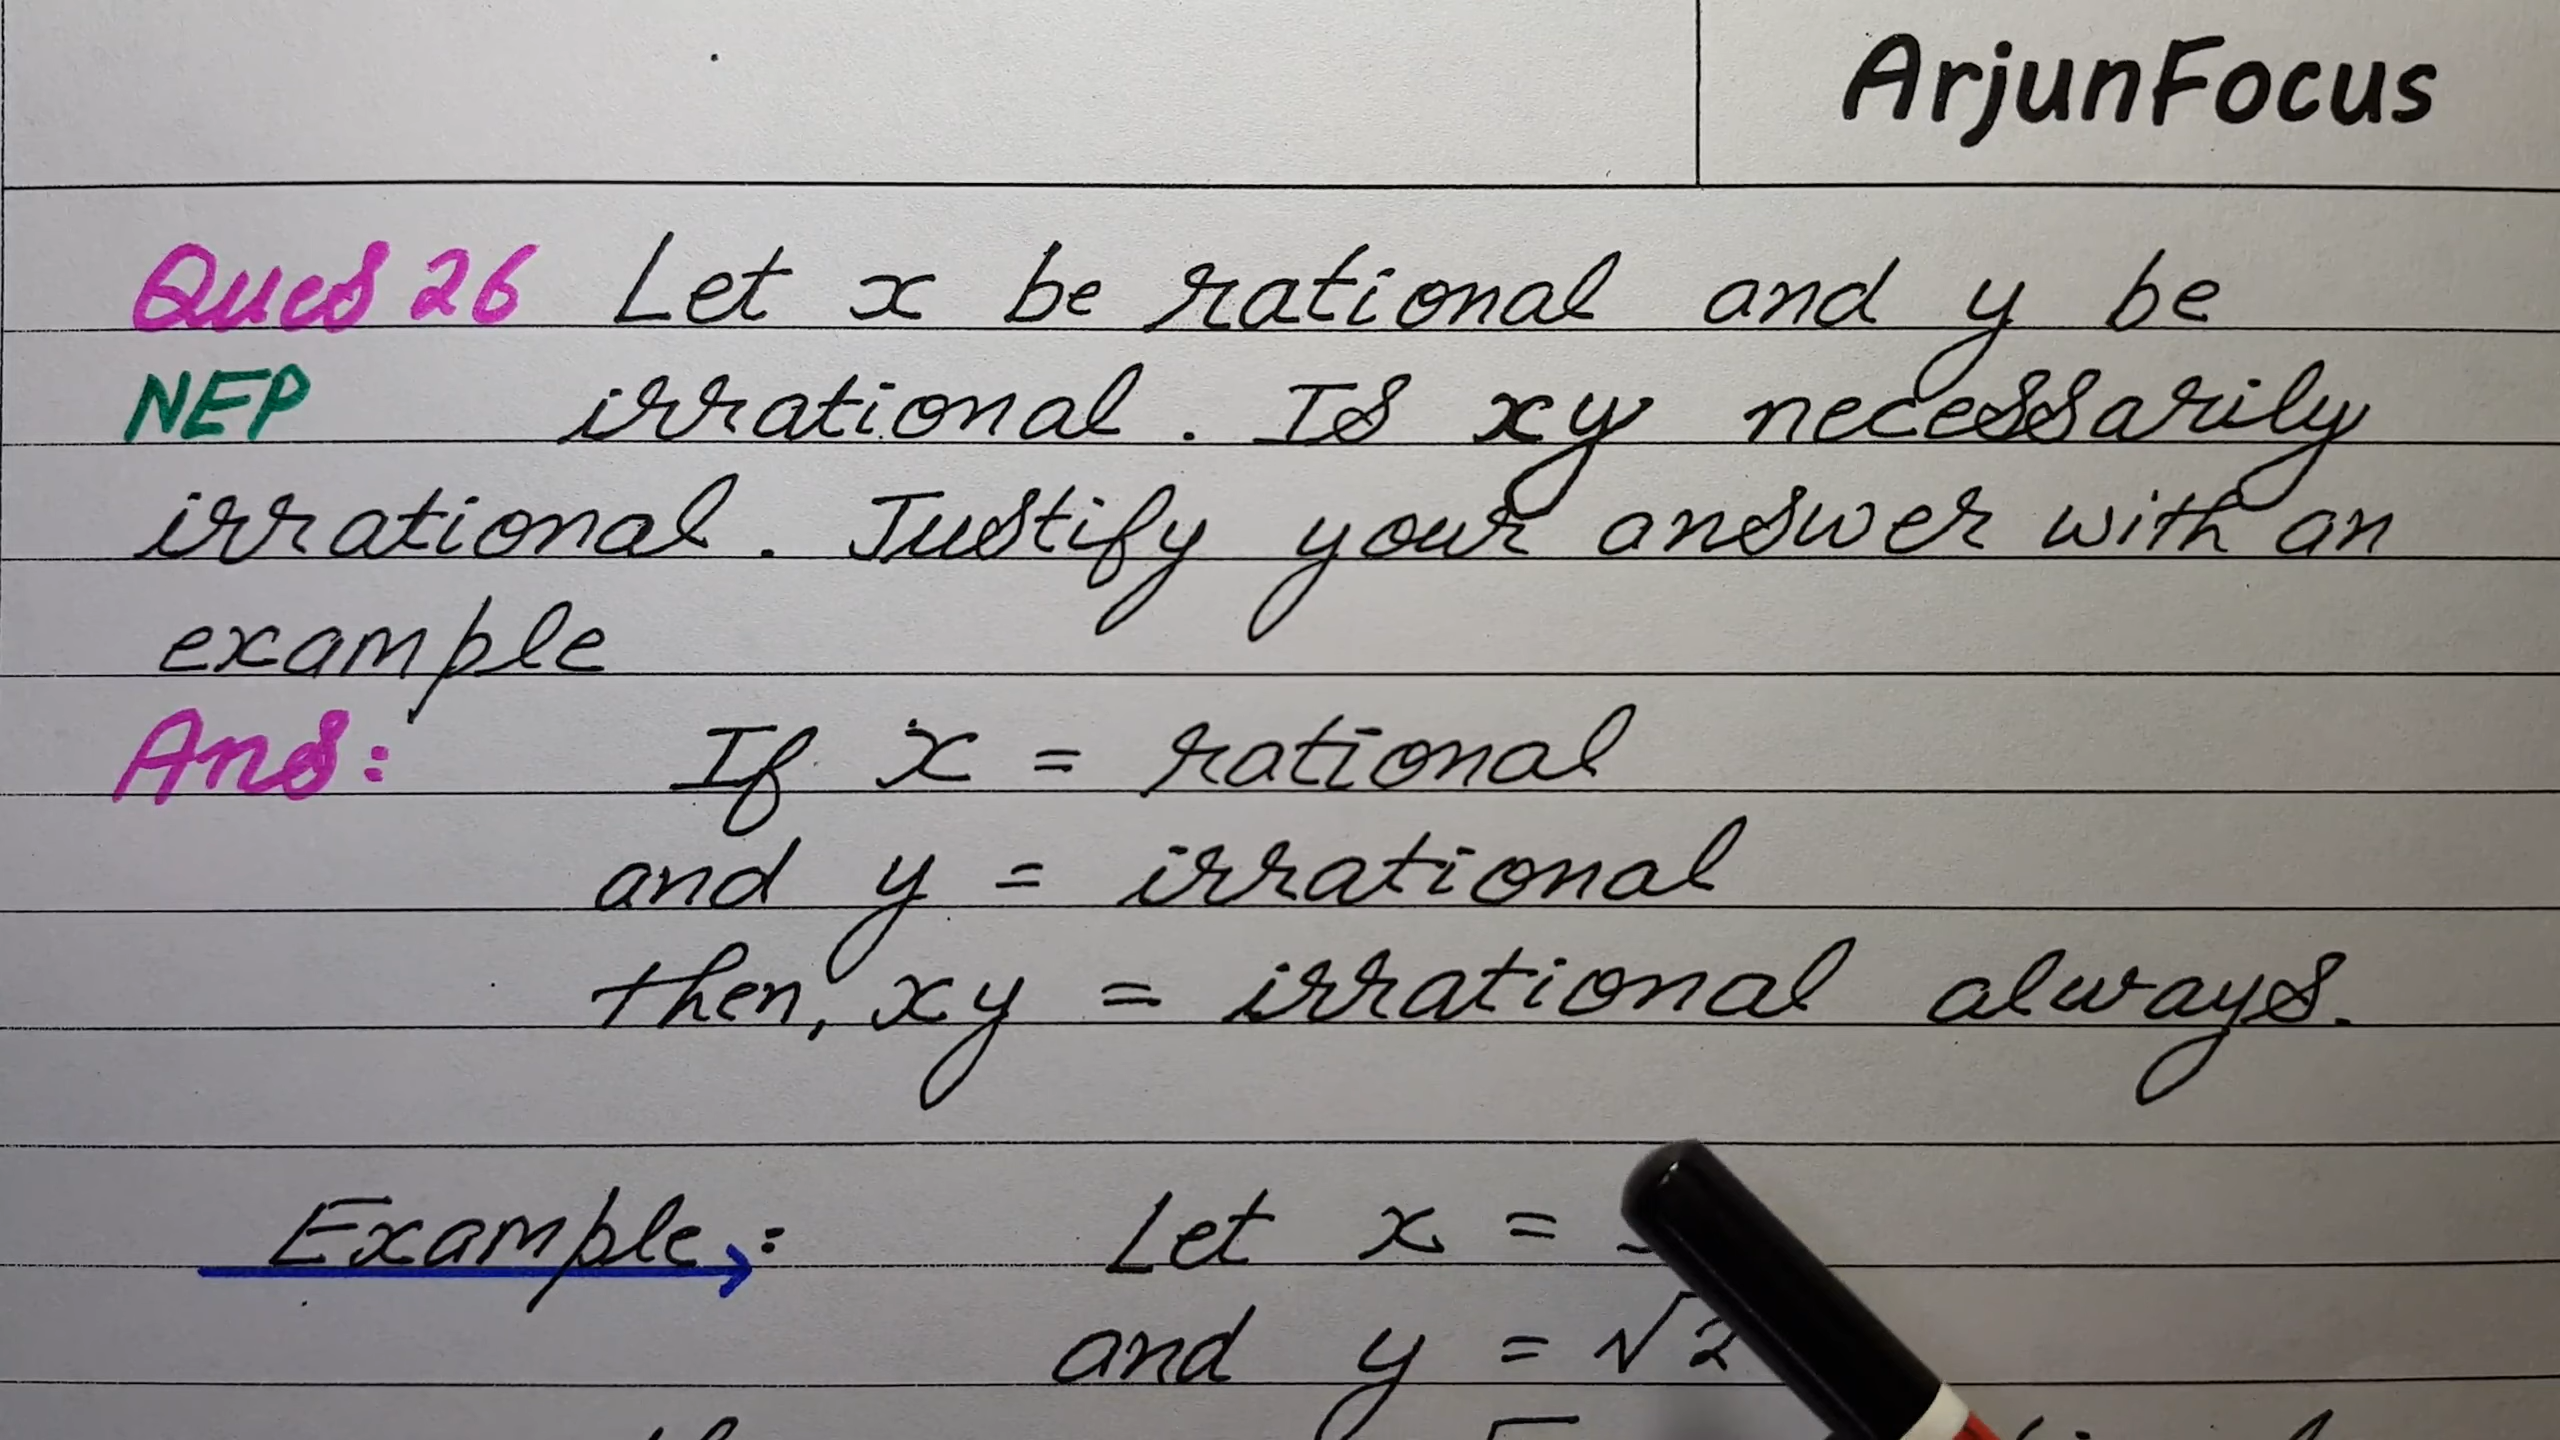 ArjunFocus
Ques 26 Let x be rational and y be
NEP irrational. Is xy necessarily
irrational. Justify your answer with an
example
Ans: If x = rational
and y = irrational
then, xy = irrational always.
Example: Let x =
and y = √2